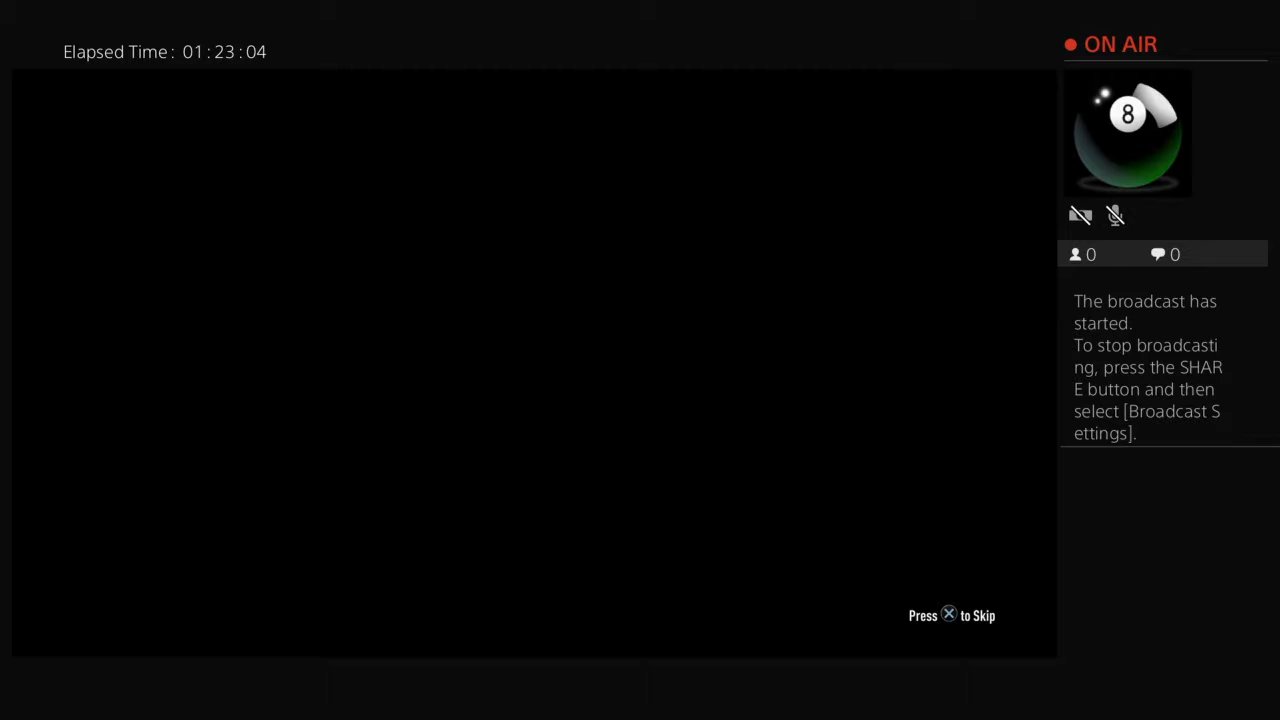 Elapsed Time: 01:23:04
ON AIR
8
0 0
The broadcast has
started.
To stop broadcasti
ng, press the SHAR
E button and then
select [Broadcast S
ettings].
Press to Skip